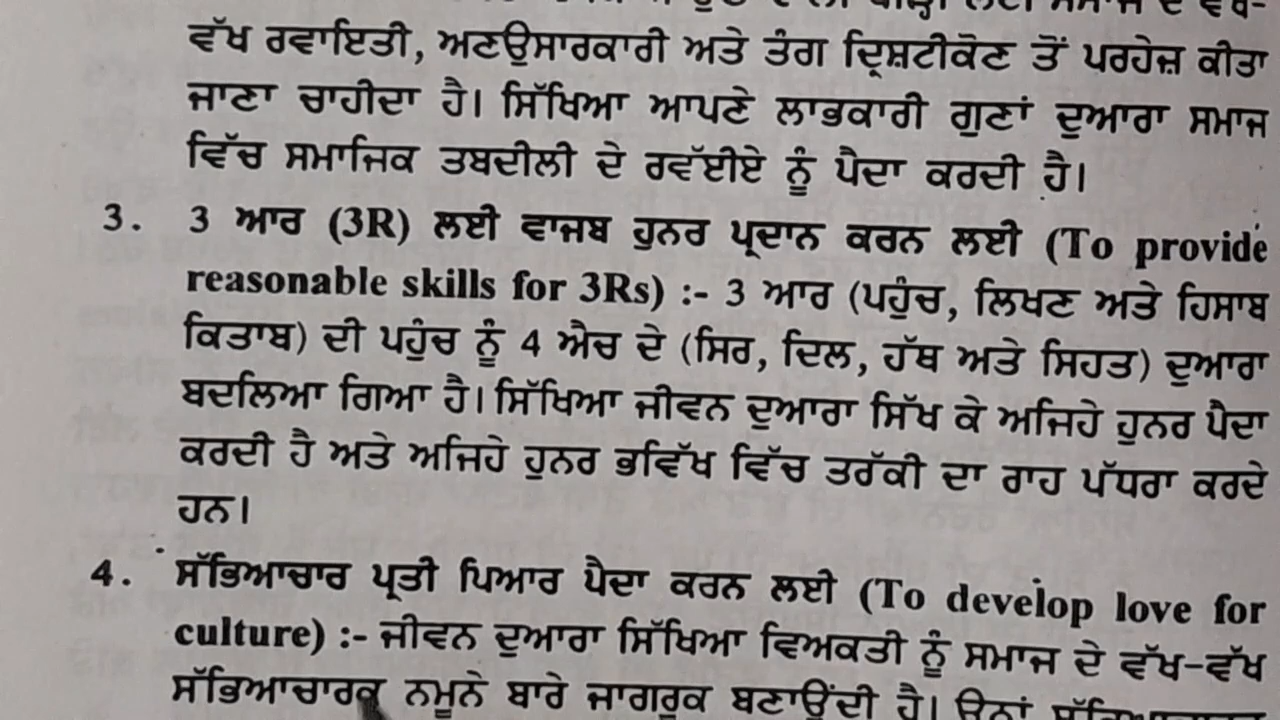 ਵੱਖ ਰਵਾਇਤੀ, ਅਣਉਸਾਰਕਾਰੀ ਅਤੇ ਤੰਗ ਦ੍ਰਿਸ਼ਟੀਕੋਣ ਤੋਂ ਪਰਹੇਜ਼ ਕੀਤਾ
ਜਾਣਾ ਚਾਹੀਦਾ ਹੈ। ਸਿੱਖਿਆ ਆਪਣੇ ਲਾਭਕਾਰੀ ਗੁਣਾਂ ਦੁਆਰਾ ਸਮਾਜ
ਵਿੱਚ ਸਮਾਜਿਕ ਤਬਦੀਲੀ ਦੇ ਰਵੱਈਏ ਨੂੰ ਪੈਦਾ ਕਰਦੀ ਹੈ।
3. 3 ਆਰ (3R) ਲਈ ਵਾਜਬ ਹੁਨਰ ਪ੍ਰਦਾਨ ਕਰਨ ਲਈ (To provide
reasonable skills for 3Rs) :- 3 ਆਰ (ਪਹੁੰਚ, ਲਿਖਣ ਅਤੇ ਹਿਸਾਬ
ਕਿਤਾਬ) ਦੀ ਪਹੁੰਚ ਨੂੰ 4 ਐਚ ਦੇ (ਸਿਰ, ਦਿਲ, ਹੱਥ ਅਤੇ ਸਿਹਤ) ਦੁਆਰਾ
ਬਦਲਿਆ ਗਿਆ ਹੈ। ਸਿੱਖਿਆ ਜੀਵਨ ਦੁਆਰਾ ਸਿੱਖ ਕੇ ਅਜਿਹੇ ਹੁਨਰ ਪੈਦਾ
ਕਰਦੀ ਹੈ ਅਤੇ ਅਜਿਹੇ ਹੁਨਰ ਭਵਿੱਖ ਵਿੱਚ ਤਰੱਕੀ ਦਾ ਰਾਹ ਪੱਧਰਾ ਕਰਦੇ
ਹਨ।
4. ਸੱਭਿਆਚਾਰ ਪ੍ਰਤੀ ਪਿਆਰ ਪੈਦਾ ਕਰਨ ਲਈ (To develop love for
culture) :- ਜੀਵਨ ਦੁਆਰਾ ਸਿੱਖਿਆ ਵਿਅਕਤੀ ਨੂੰ ਸਮਾਜ ਦੇ ਵੱਖ-ਵੱਖ
ਸੱਭਿਆਚਾਰਕ ਨਮੂਨੇ ਬਾਰੇ ਜਾਗਰੂਕ ਬਣਾਉਂਦੀ ਹੈ। ਉਨਾਂ